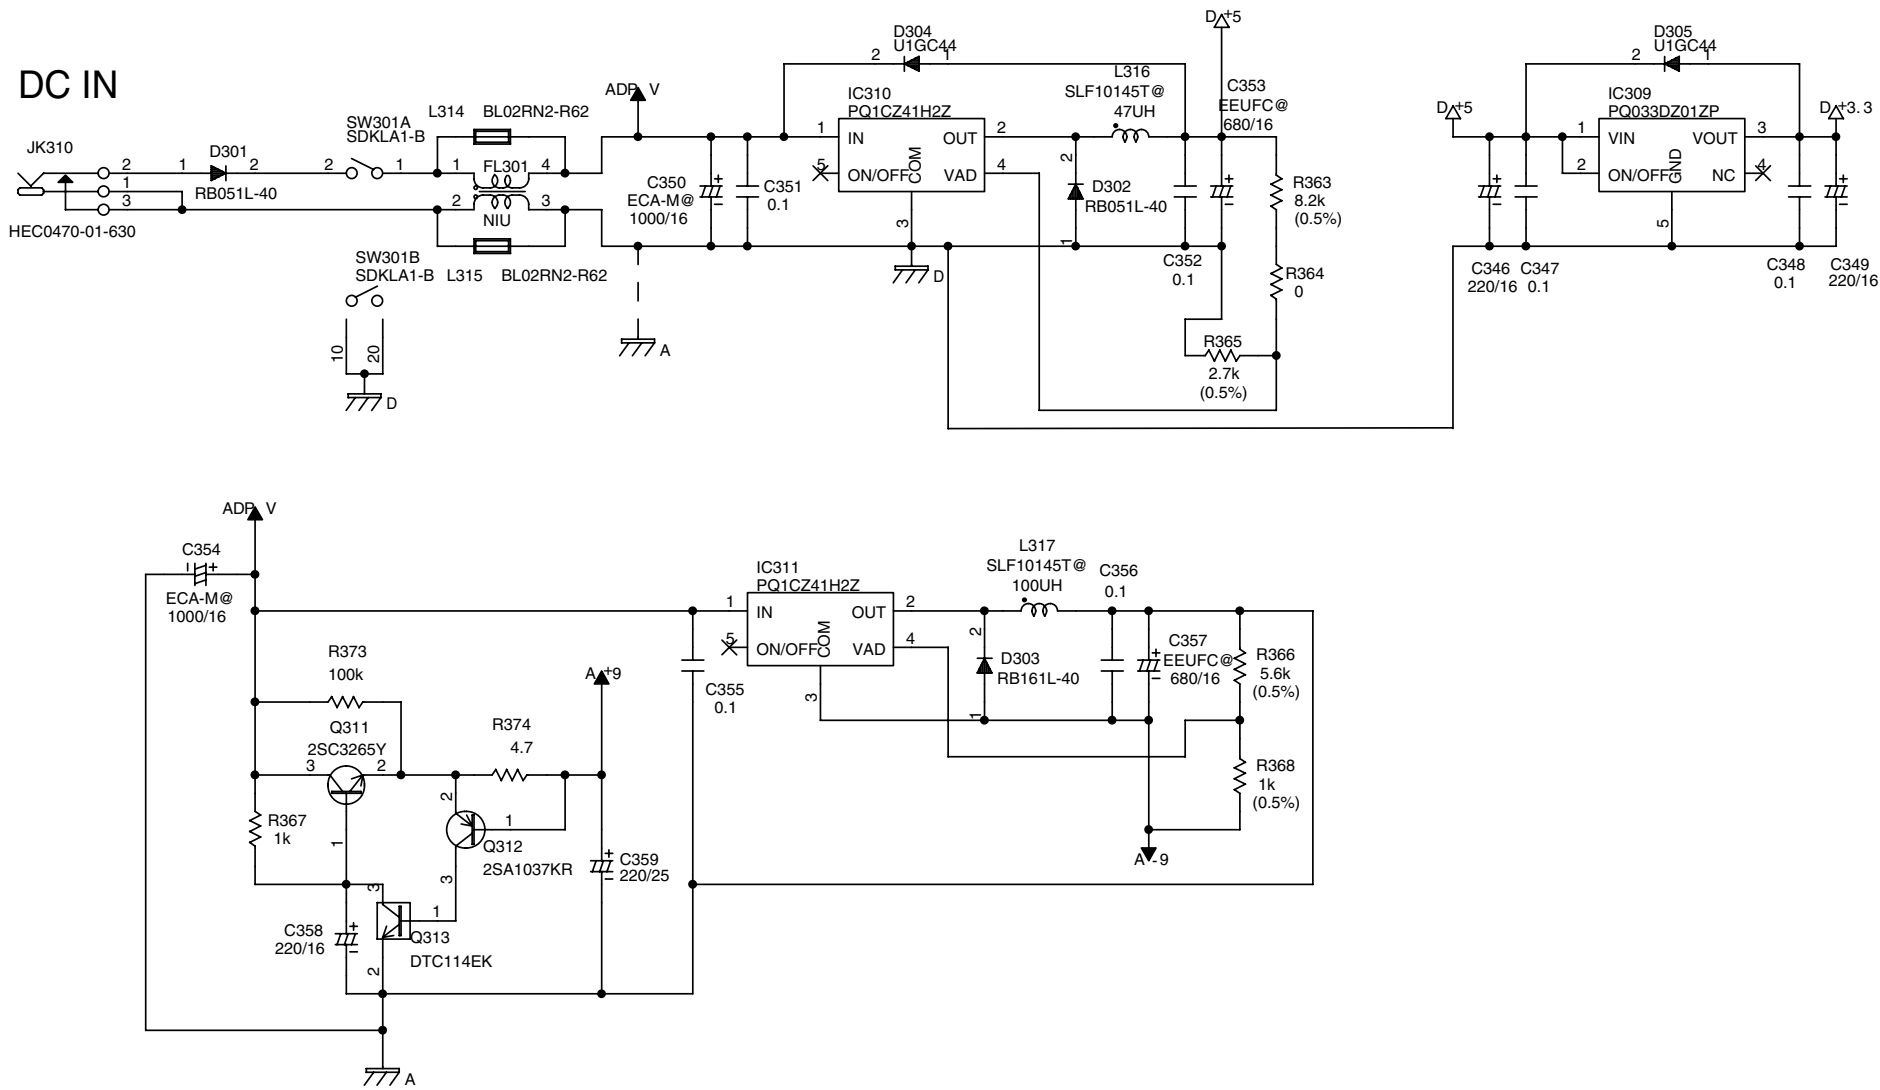 DC IN
JK310
HEC0470-01-630
2
1
3
1
D301
2
RB051L-40
SW301A
SDKLA1-B
2
1
SW301B
SDKLA1-B
10
20
D
L314
BL02RN2-R62
1
FL301
4
2
NIU
3
L315
BL02RN2-R62
ADP V
A
C350
ECA-M@
1000/16
C351
0.1
D304
U1GC44
2
1
IC310
PQ1CZ41H2Z
1
IN
OUT
2
5
ON/OFF
COM
VAD
4
3
D
2
D302
RB051L-40
1
L316
SLF10145T@
47UH
D +5
C353
EEUFC@
680/16
C352
0.1
R363
8.2k
(0.5%)
R364
0
R365
2.7k
(0.5%)
D +5
D305
U1GC44
2
1
IC309
PQ033DZ01ZP
1
VIN
VOUT
3
2
ON/OFF
GND
NC
4
5
D +3.3
C346
220/16
C347
0.1
C348
0.1
C349
220/16
ADP V
C354
ECA-M@
1000/16
R373
100k
Q311
2SC3265Y
3
2
1
R367
1k
R374
4.7
A +9
2
1
Q312
2SA1037KR
3
C359
220/25
3
1
Q313
DTC114EK
2
C358
220/16
A
C355
0.1
IC311
PQ1CZ41H2Z
1
IN
OUT
2
5
ON/OFF
COM
VAD
4
3
2
D303
RB161L-40
1
L317
SLF10145T@
100UH
C356
0.1
C357
EEUFC@
680/16
R366
5.6k
(0.5%)
R368
1k
(0.5%)
A -9